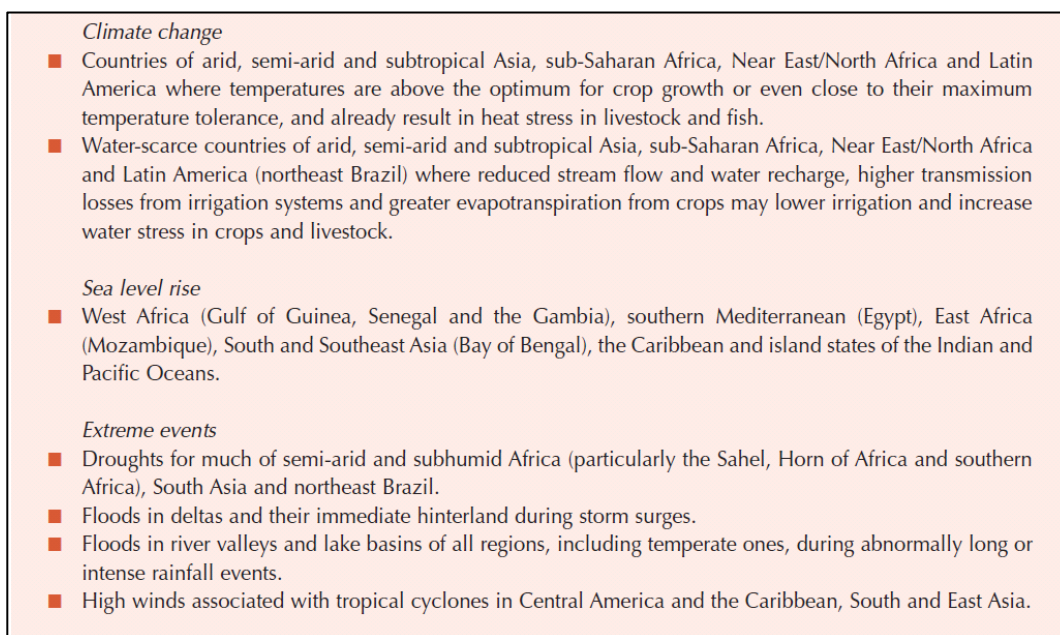 Climate change
■ Countries of arid, semi-arid and subtropical Asia, sub-Saharan Africa, Near East/North Africa and Latin
America where temperatures are above the optimum for crop growth or even close to their maximum
temperature tolerance, and already result in heat stress in livestock and fish.
■ Water-scarce countries of arid, semi-arid and subtropical Asia, sub-Saharan Africa, Near East/North Africa
and Latin America (northeast Brazil) where reduced stream flow and water recharge, higher transmission
losses from irrigation systems and greater evapotranspiration from crops may lower irrigation and increase
water stress in crops and livestock.
Sea level rise
■ West Africa (Gulf of Guinea, Senegal and the Gambia), southern Mediterranean (Egypt), East Africa
(Mozambique), South and Southeast Asia (Bay of Bengal), the Caribbean and island states of the Indian and
Pacific Oceans.
Extreme events
■ Droughts for much of semi-arid and subhumid Africa (particularly the Sahel, Horn of Africa and southern
Africa), South Asia and northeast Brazil.
■ Floods in deltas and their immediate hinterland during storm surges.
■ Floods in river valleys and lake basins of all regions, including temperate ones, during abnormally long or
intense rainfall events.
■ High winds associated with tropical cyclones in Central America and the Caribbean, South and East Asia.